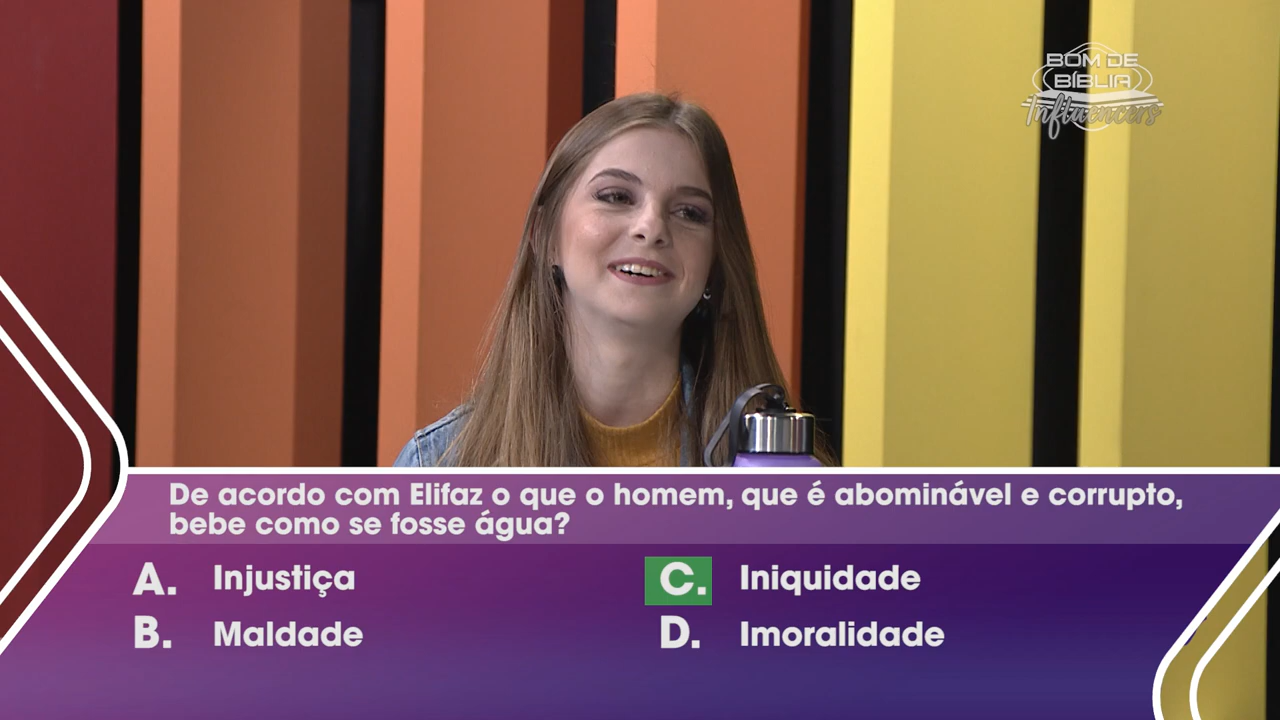 BOM DE
BÍBLIA
Influencers
De acordo com Elifaz o que o homem, que é abominável e corrupto,
bebe como se fosse água?
A. Injustiça
C. Iniquidade
B. Maldade
D. Imoralidade